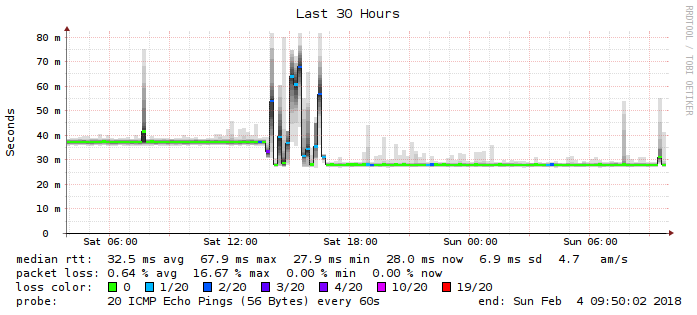 Last 30 Hours
RRDTOOL / TOBI OETIKER
Seconds
80 m
70 m
60 m
50 m
40 m
30 m
20 m
10 m
0
Sat 06:00 Sat 12:00 Sat 18:00 Sun 00:00 Sun 06:00
median rtt: 32.5 ms avg 67.9 ms max 27.9 ms min 28.0 ms now 6.9 ms sd 4.7 am/s
packet loss: 0.64 % avg 16.67 % max 0.00 % min 0.00 % now
loss color: 0 1/20 2/20 3/20 4/20 10/20 19/20
probe: 20 ICMP Echo Pings (56 Bytes) every 60s end: Sun Feb 4 09:50:02 2018